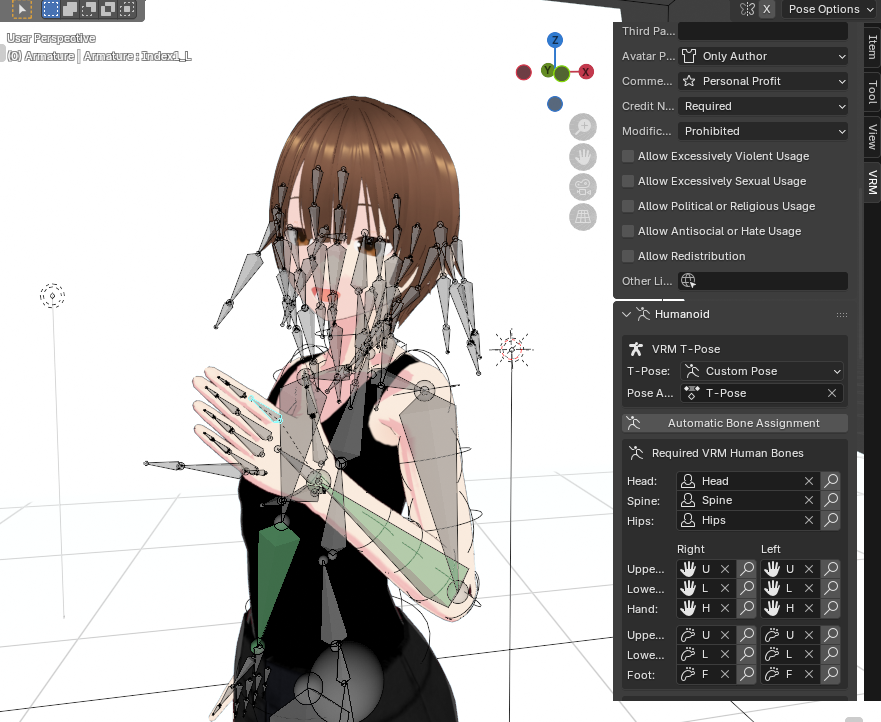 X Pose Options
User Perspective
(0) Armature | Armature : Index1_L
Z
Y
X
Item
Tool
View
VRM
Third Pa...
Avatar P... Only Author
Comme... Personal Profit
Credit N... Required
Modific... Prohibited
Allow Excessively Violent Usage
Allow Excessively Sexual Usage
Allow Political or Religious Usage
Allow Antisocial or Hate Usage
Allow Redistribution
Other Li...
Humanoid
VRM T-Pose
T-Pose: Custom Pose
Pose A... T-Pose
Automatic Bone Assignment
Required VRM Human Bones
Head: Head
Spine: Spine
Hips: Hips
Right Left
Uppe... U U
Lowe... L L
Hand: H H
Uppe... U U
Lowe... L L
Foot: F F